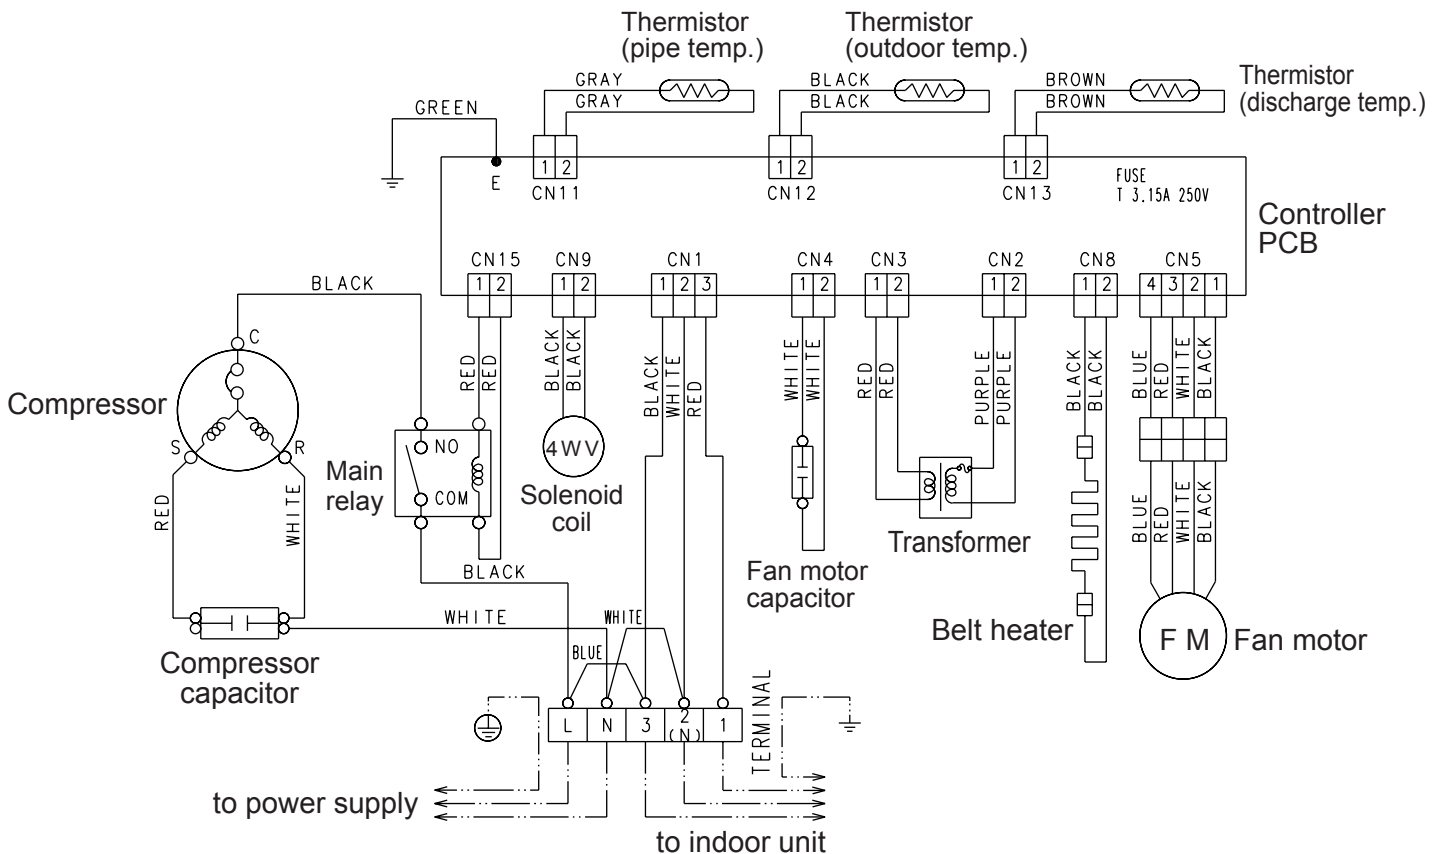 Thermistor
(pipe temp.)
Thermistor
(outdoor temp.)
Thermistor
(discharge temp.)
GRAY
GRAY
BLACK
BLACK
BROWN
BROWN
GREEN
E
1 2
CN11
1 2
CN12
1 2
CN13
FUSE
T 3.15A 250V
Controller
PCB
CN15
1 2
CN9
1 2
CN1
1 2 3
CN4
1 2
CN3
1 2
CN2
1 2
CN8
1 2
CN5
4 3 2 1
BLACK
C
S
R
Compressor
RED
WHITE
Compressor
capacitor
Main
relay
NO
COM
RED
RED
BLACK
BLACK
4WV
Solenoid
coil
BLACK
WHITE
RED
WHITE
WHITE
Fan motor
capacitor
RED
RED
PURPLE
PURPLE
Transformer
BLACK
BLACK
Belt heater
BLUE
RED
WHITE
BLACK
BLUE
RED
WHITE
BLACK
F M
Fan motor
BLACK
WHITE
WHITE
BLUE
L
N
3
2
(N)
1
TERMINAL
to power supply
to indoor unit